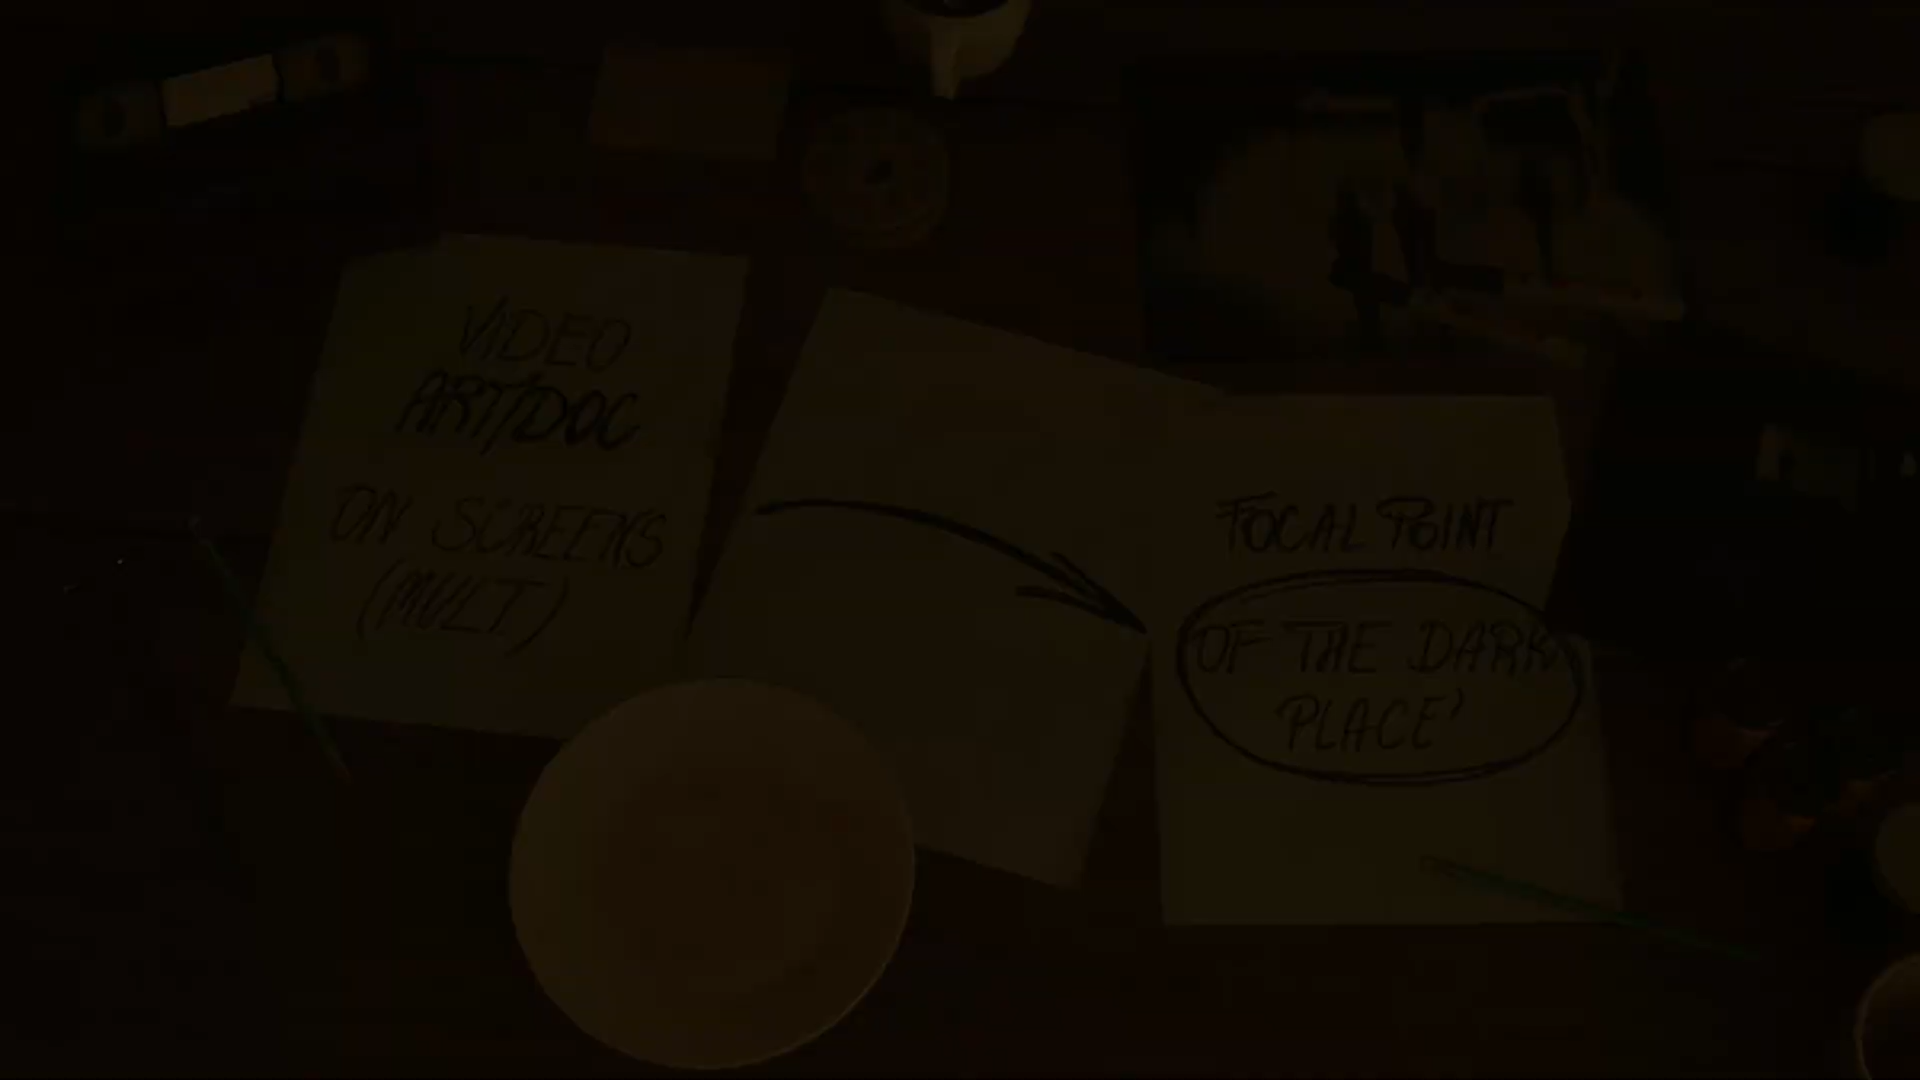 VIDEO
ART/DOC
ON SCREENS
(MULT)
FOCAL POINT
OF THE DARK
PLACE'